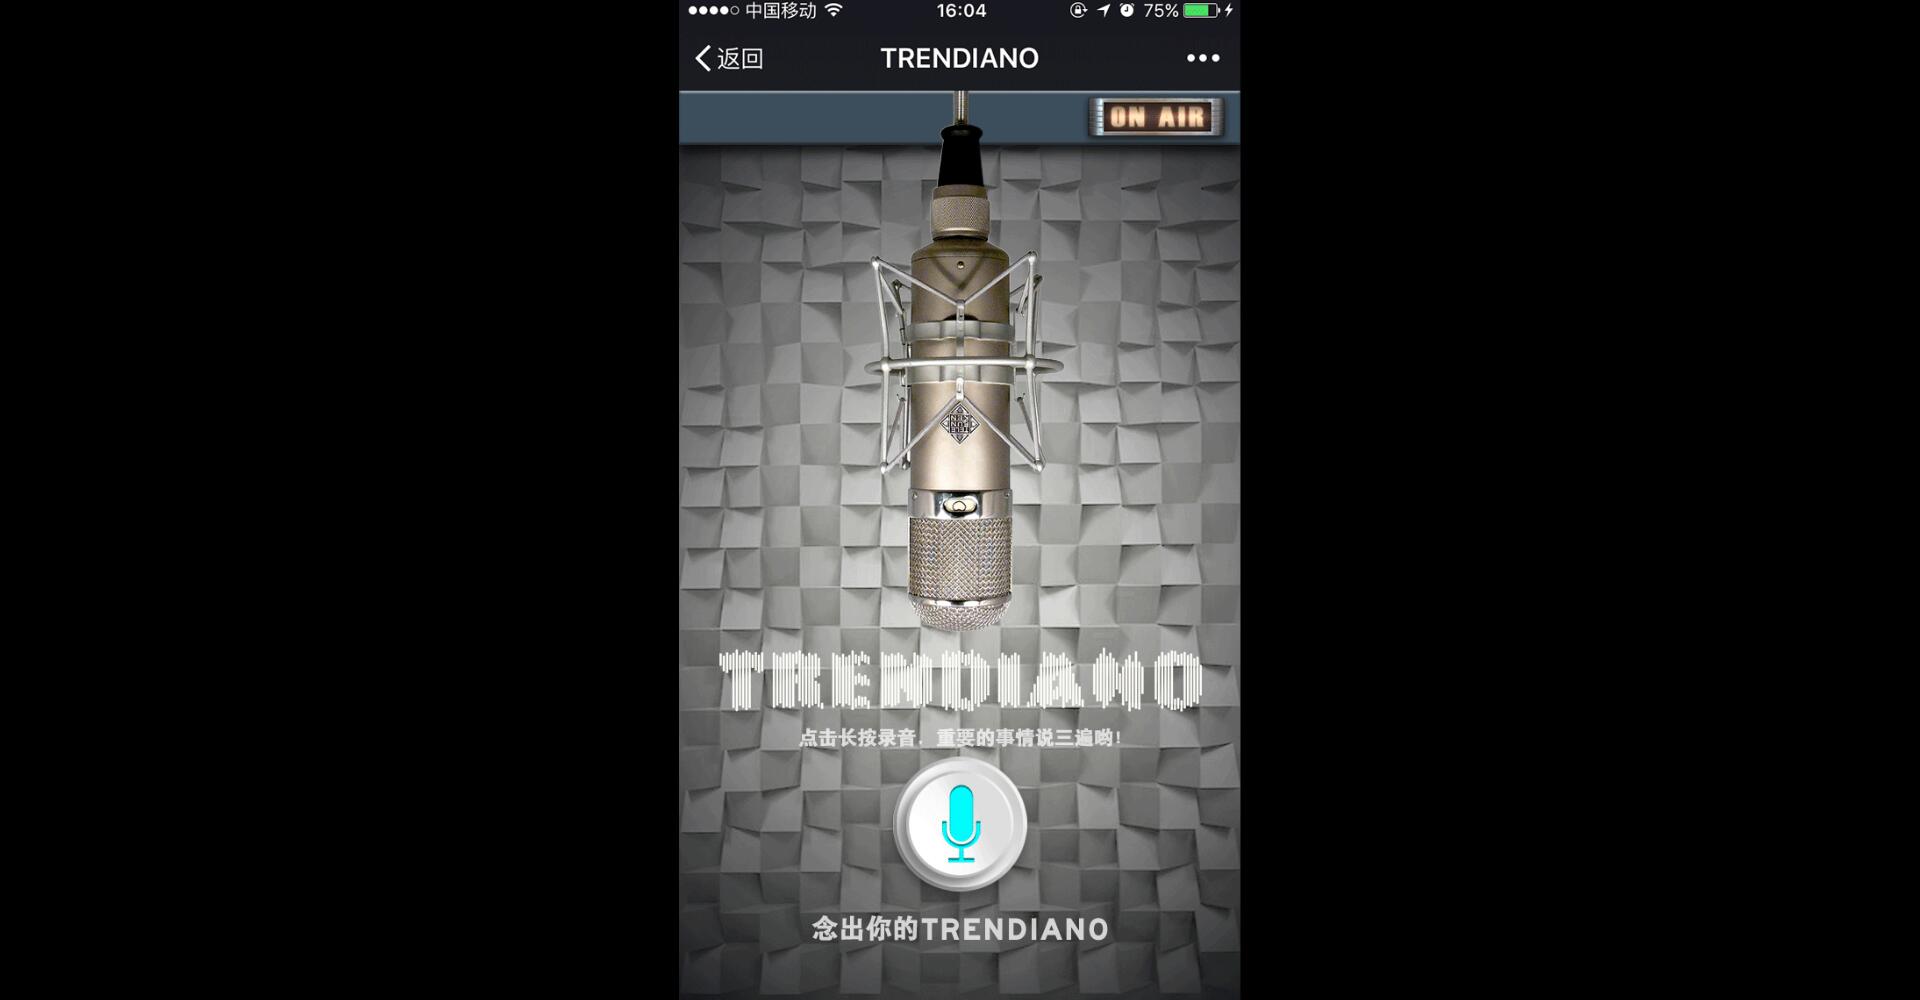 中国移动 16:04 75%
返回 TRENDIANO
ON AIR
TRENDIANO
点击长按录音，重要的事情说三遍哟！
念出你的TRENDIANO